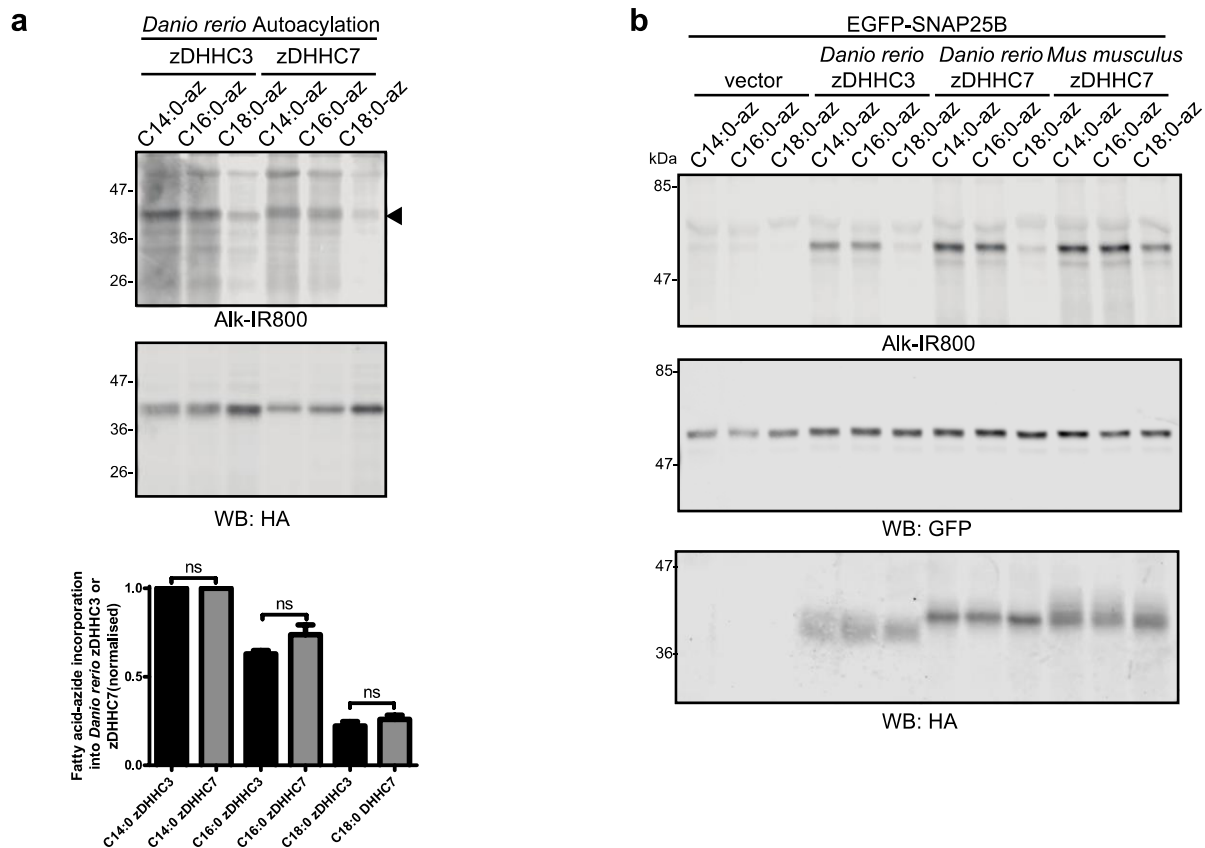 a
Danio rerio Autoacylation
zDHHC3 zDHHC7
C14:0-az C16:0-az C18:0-az C14:0-az C16:0-az C18:0-az
47-
36-
26-
Alk-IR800
47-
36-
26-
WB: HA
Fatty acid-azide incorporation
into Danio rerio zDHHC3 or
zDHHC7(normalised)
1.0
0.5
0.0
ns
ns
ns
C14:0 zDHHC3
C14:0 zDHHC7
C16:0 zDHHC3
C16:0 zDHHC7
C18:0 zDHHC3
C18:0 DHHC7
b
EGFP-SNAP25B
Danio rerio Danio rerio Mus musculus
vector zDHHC3 zDHHC7 zDHHC7
C14:0-az C16:0-az C18:0-az C14:0-az C16:0-az C18:0-az C14:0-az C16:0-az C18:0-az C14:0-az C16:0-az C18:0-az
kDa
85-
47-
Alk-IR800
85-
47-
WB: GFP
47-
36-
WB: HA